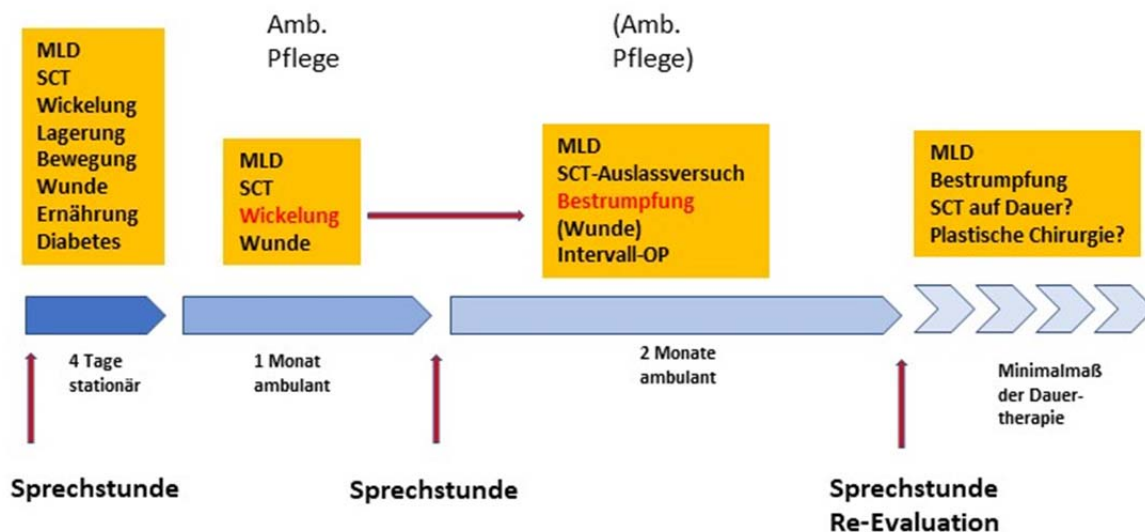 Amb.
Pflege
(Amb.
Pflege)
MLD
SCT
Wickelung
Lagerung
Bewegung
Wunde
Ernährung
Diabetes
MLD
SCT
Wickelung
Wunde
MLD
SCT-Auslassversuch
Bestrumpfung
(Wunde)
Intervall-OP
MLD
Bestrumpfung
SCT auf Dauer?
Plastische Chirurgie?
4 Tage
stationär
1 Monat
ambulant
2 Monate
ambulant
Minimalmaß
der Dauer-
therapie
Sprechstunde
Sprechstunde
Sprechstunde
Re-Evaluation